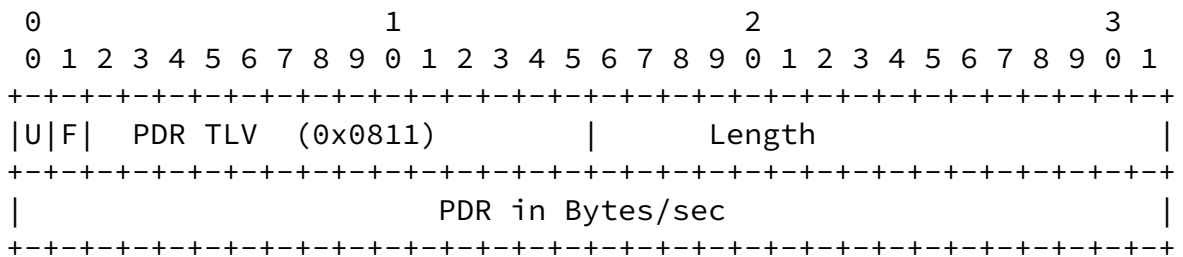 0                   1                   2                   3
 0 1 2 3 4 5 6 7 8 9 0 1 2 3 4 5 6 7 8 9 0 1 2 3 4 5 6 7 8 9 0 1
+-+-+-+-+-+-+-+-+-+-+-+-+-+-+-+-+-+-+-+-+-+-+-+-+-+-+-+-+-+-+-+-+
|U|F|  PDR TLV  (0x0811)        |      Length                   |
+-+-+-+-+-+-+-+-+-+-+-+-+-+-+-+-+-+-+-+-+-+-+-+-+-+-+-+-+-+-+-+-+
|                       PDR in Bytes/sec                        |
+-+-+-+-+-+-+-+-+-+-+-+-+-+-+-+-+-+-+-+-+-+-+-+-+-+-+-+-+-+-+-+-+